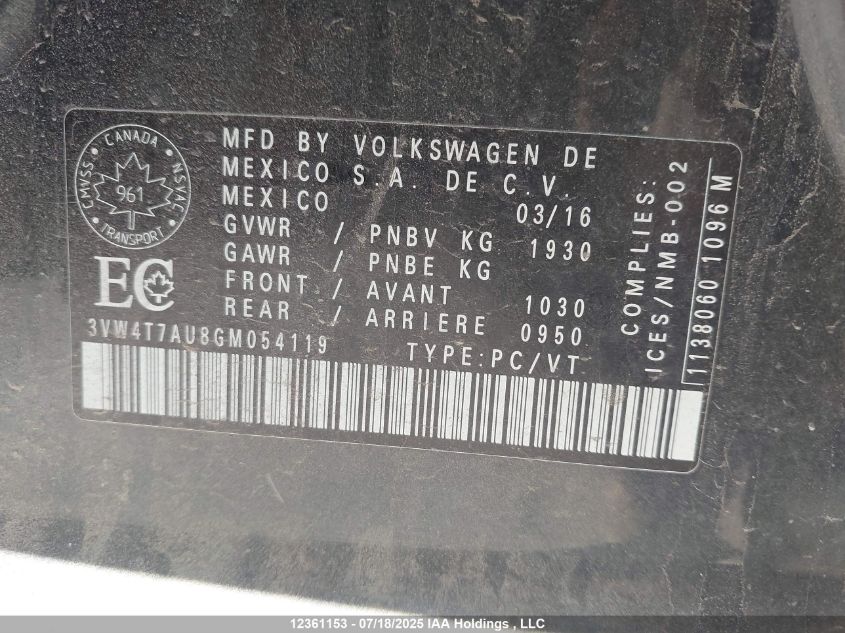 CANADA
CMVSS
NSVAC
961
TRANSPORT
EC
MFD BY VOLKSWAGEN DE
MEXICO S.A. DE C.V.
MEXICO 03/16
GVWR / PNBV KG 1930
GAWR / PNBE KG
FRONT / AVANT 1030
REAR / ARRIERE 0950
3VW4T7AU8GM054119 TYPE:PC/VT
COMPLIES:
ICES/NMB-002
1138060 1096 M
12361153 - 07/18/2025 IAA Holdings , LLC